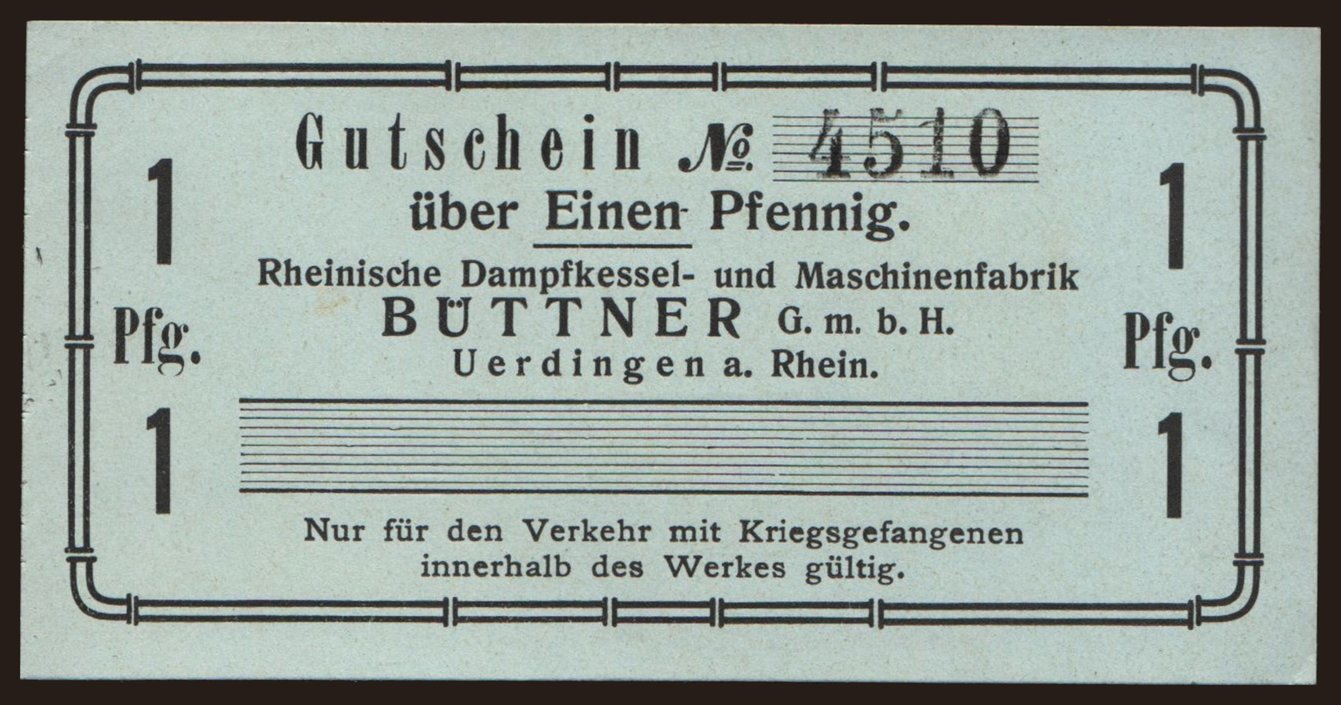 Gutschein No. 4510
über Einen Pfennig.
Rheinische Dampfkessel- und Maschinenfabrik
BÜTTNER G. m. b. H.
Uerdingen a. Rhein.
1
Pfg.
1
1
Pfg.
1
Nur für den Verkehr mit Kriegsgefangenen
innerhalb des Werkes gültig.